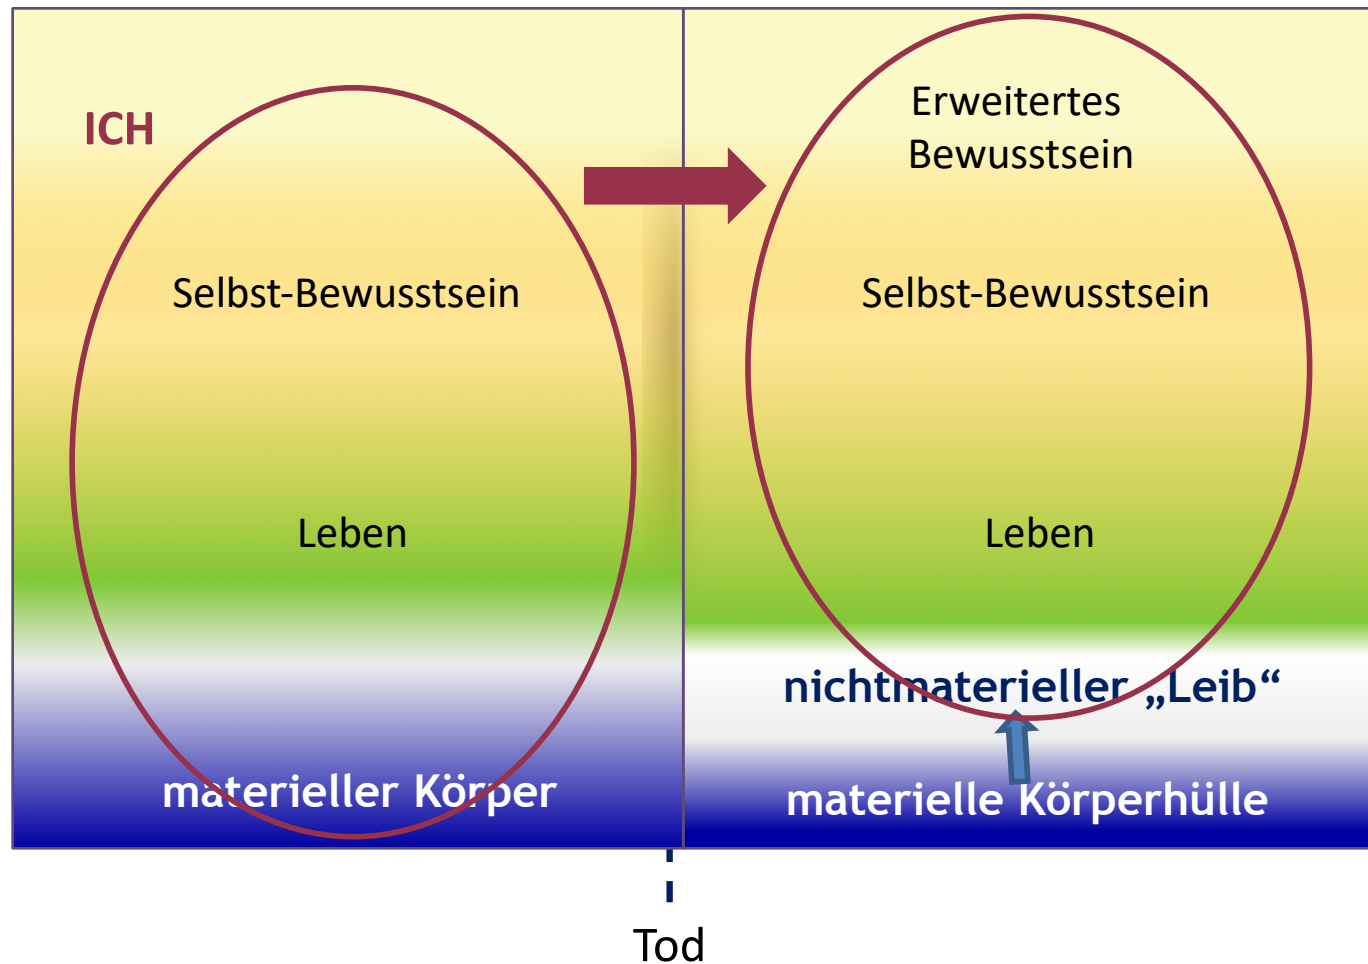 ICH
Selbst-Bewusstsein
Leben
materieller Körper
Erweitertes
Bewusstsein
Selbst-Bewusstsein
Leben
nichtmaterieller „Leib“
materielle Körperhülle
Tod